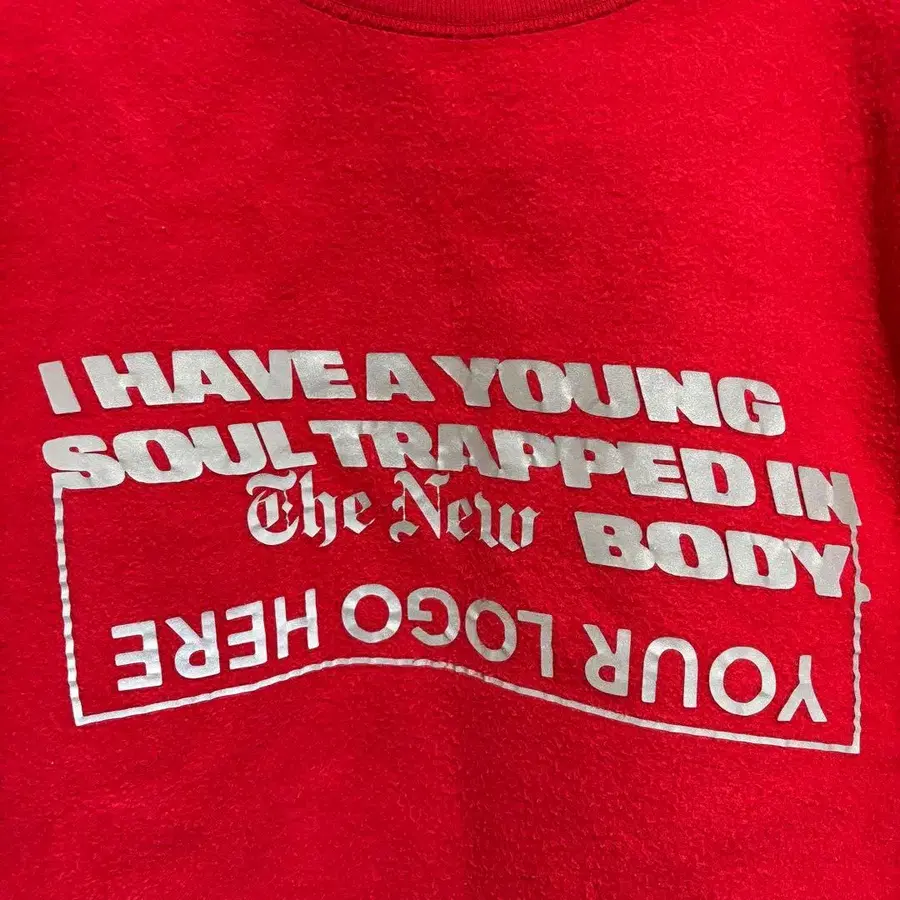 I HAVE A YOUNG
SOUL TRAPPED IN
The New BODY.
YOUR LOGO HERE